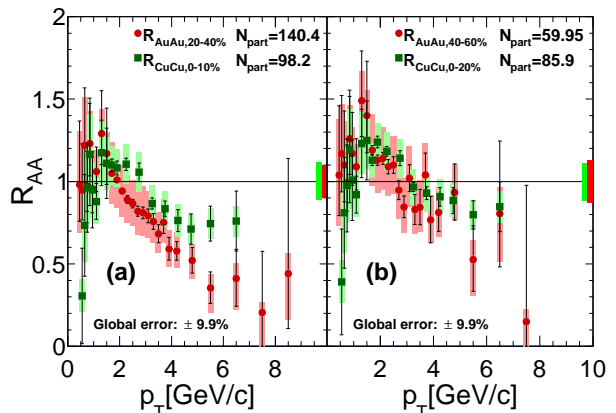 R_AuAu,20-40% N_part=140.4
R_CuCu,0-10% N_part=98.2
R_AuAu,40-60% N_part=59.95
R_CuCu,0-20% N_part=85.9
2
1.5
1
0.5
0
R_AA
(a)
(b)
Global error: ± 9.9%
Global error: ± 9.9%
0 2 4 6 8
0 2 4 6 8 10
p_T[GeV/c]
p_T[GeV/c]